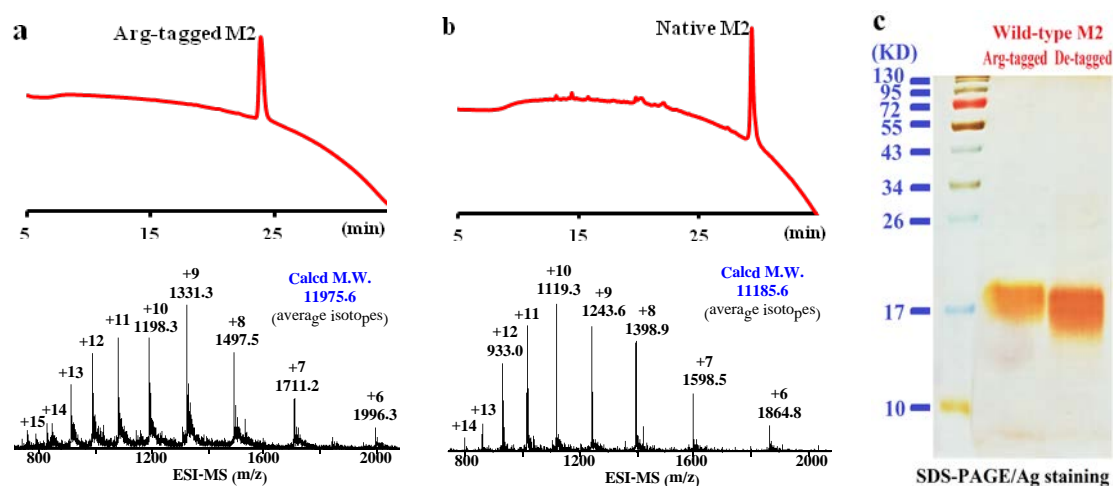 a
Arg-tagged M2
5 15 25 (min)
+9
1331.3
+10
1198.3
+11
+12
+13
+14
+15
+8
1497.5
+7
1711.2
+6
1996.3
Calcd M.W.
11975.6
(average isotopes)
800 1200 1600 2000
ESI-MS (m/z)
b
Native M2
5 15 25 (min)
+10
1119.3
+9
1243.6
+11
+12
933.0
+13
+14
+8
1398.9
+7
1598.5
+6
1864.8
Calcd M.W.
11185.6
(average isotopes)
800 1200 1600 2000
ESI-MS (m/z)
c
Wild-type M2
(KD) Arg-tagged De-tagged
130
95
72
55
43
34
26
17
10
SDS-PAGE/Ag staining